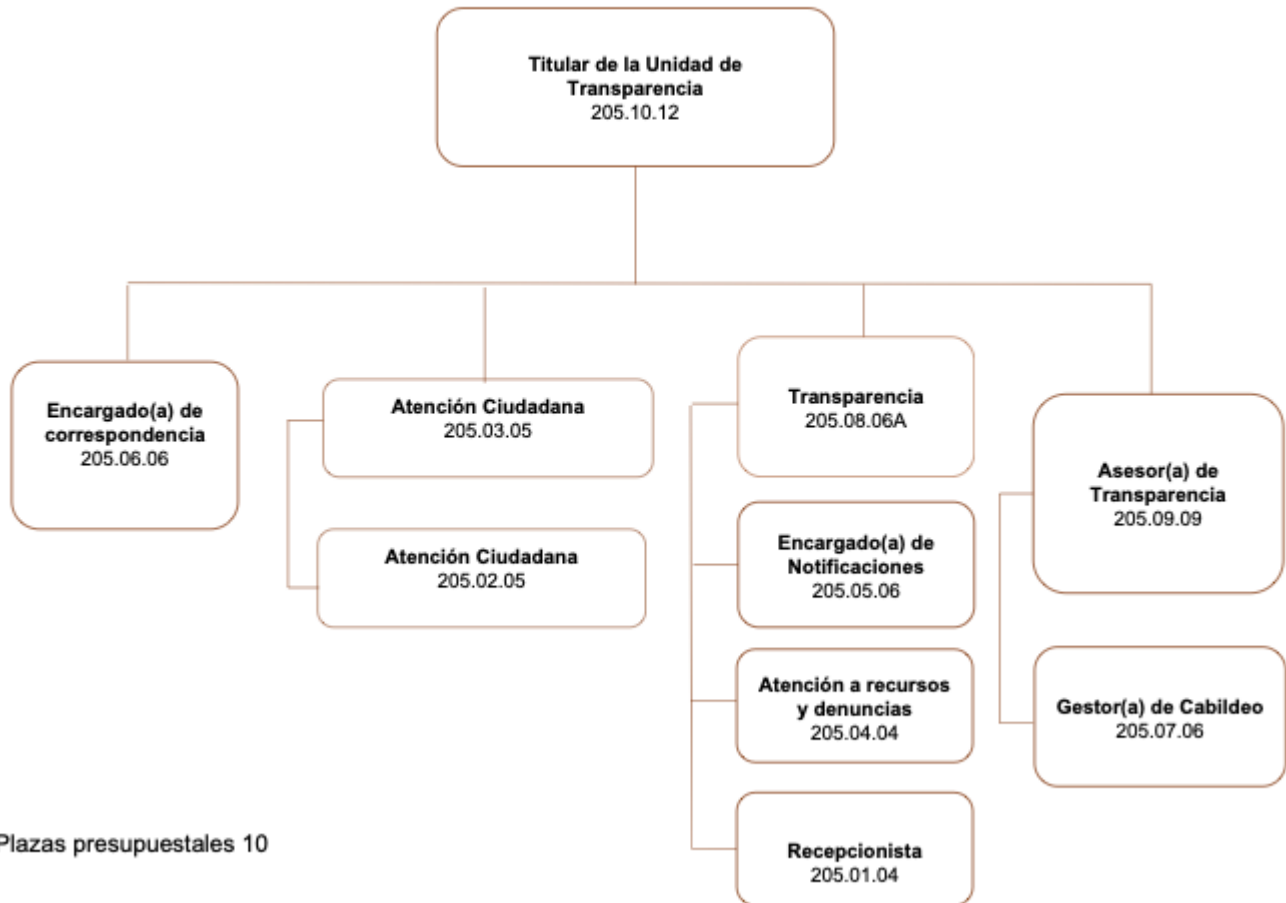 Titular de la Unidad de
Transparencia
205.10.12
Encargado(a) de
correspondencia
205.06.06
Atención Ciudadana
205.03.05
Atención Ciudadana
205.02.05
Transparencia
205.08.06A
Encargado(a) de
Notificaciones
205.05.06
Atención a recursos
y denuncias
205.04.04
Recepcionista
205.01.04
Asesor(a) de
Transparencia
205.09.09
Gestor(a) de Cabildeo
205.07.06
Plazas presupuestales 10